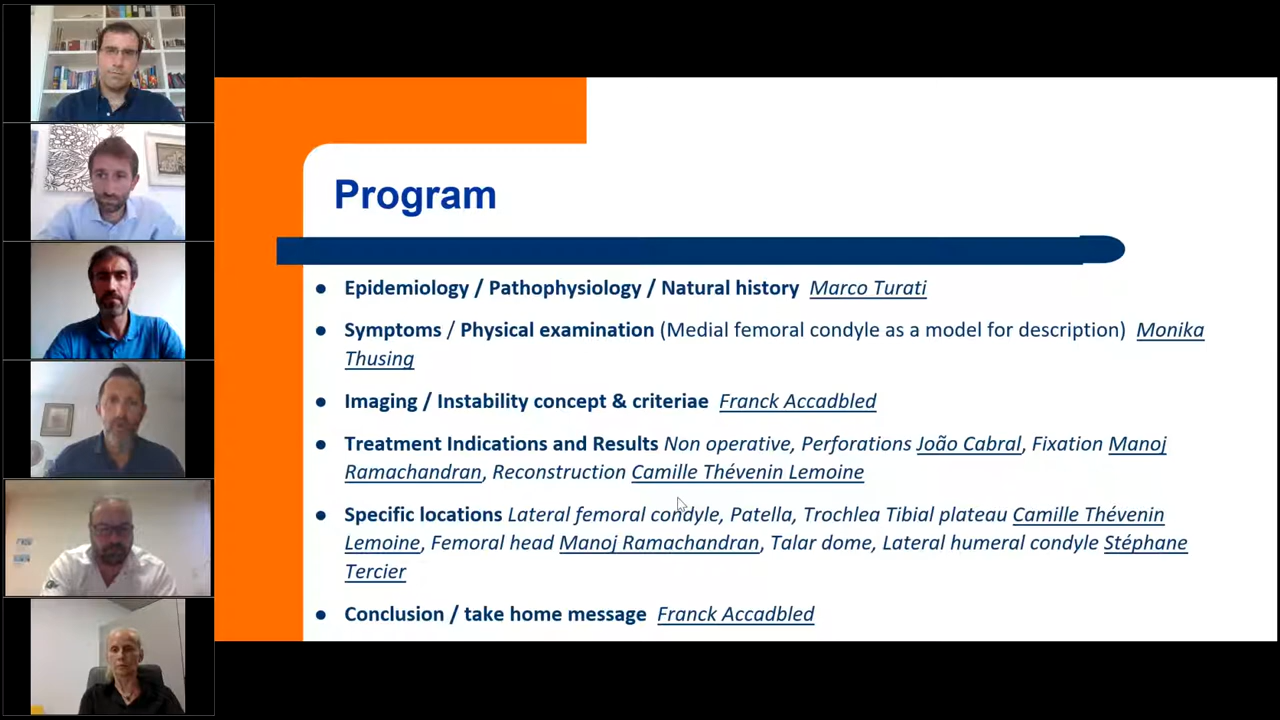 Program
● Epidemiology / Pathophysiology / Natural history Marco Turati
● Symptoms / Physical examination (Medial femoral condyle as a model for description) Monika
Thusing
● Imaging / Instability concept & criteriae Franck Accadbled
● Treatment Indications and Results Non operative, Perforations João Cabral, Fixation Manoj
Ramachandran, Reconstruction Camille Thévenin Lemoine
● Specific locations Lateral femoral condyle, Patella, Trochlea Tibial plateau Camille Thévenin
Lemoine, Femoral head Manoj Ramachandran, Talar dome, Lateral humeral condyle Stéphane
Tercier
● Conclusion / take home message Franck Accadbled